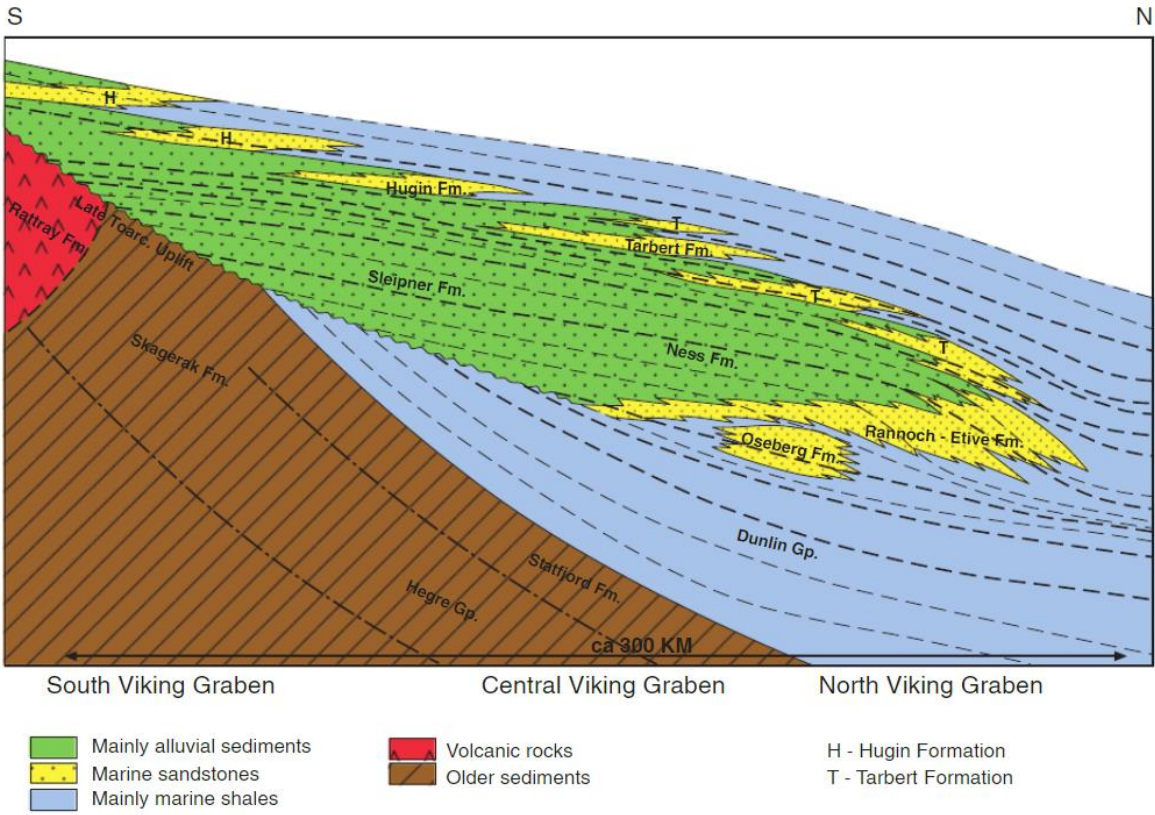 S
N
H
H
Hugin Fm.
T
Tarbert Fm.
T
T
Rattray Fm.
Late Toarc. Uplift
Sleipner Fm.
Ness Fm.
Skagerak Fm.
Oseberg Fm.
Rannoch - Etive Fm.
Dunlin Gp.
Statfjord Fm.
Hegre Gp.
ca 300 KM
South Viking Graben
Central Viking Graben
North Viking Graben
Mainly alluvial sediments
Marine sandstones
Mainly marine shales
Volcanic rocks
Older sediments
H - Hugin Formation
T - Tarbert Formation